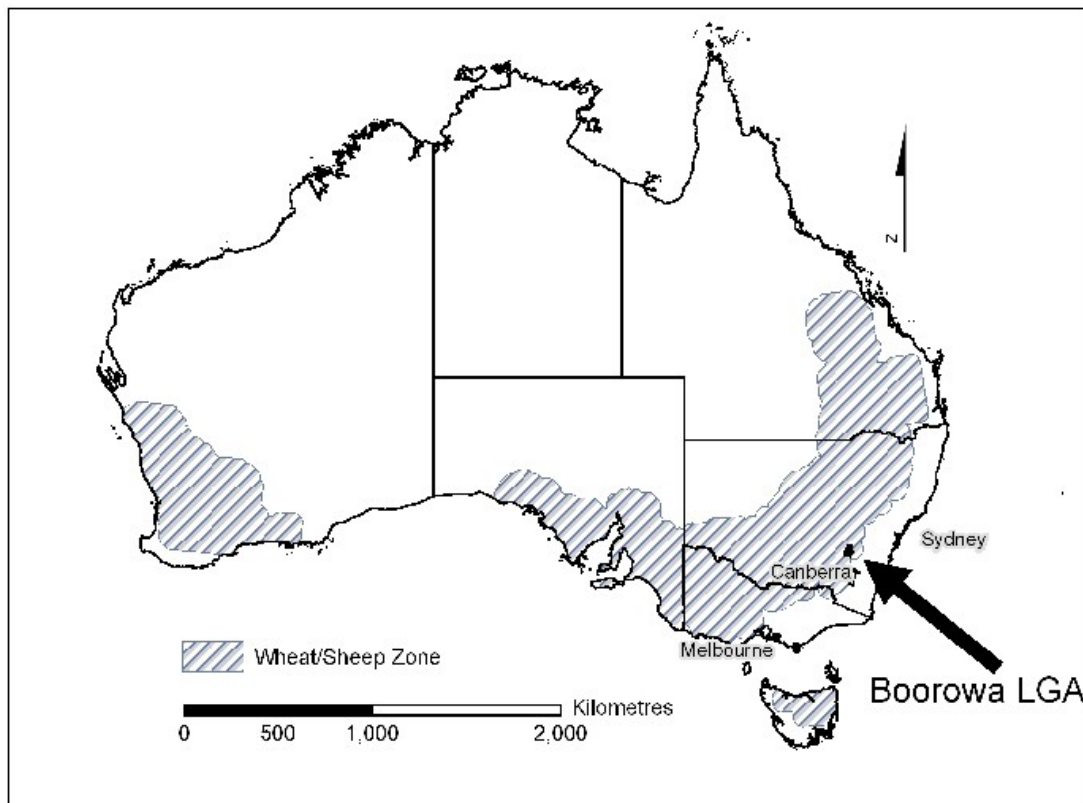 N
Sydney
Canberra
Melbourne
Boorowa LGA
Wheat/Sheep Zone
Kilometres
0 500 1,000 2,000